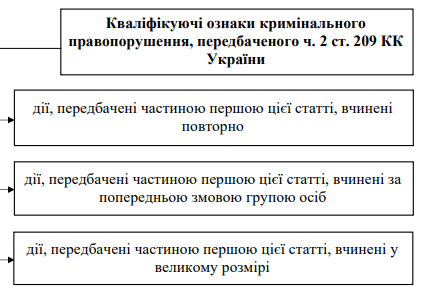 Кваліфікуючі ознаки кримінального
правопорушення, передбаченого ч. 2 ст. 209 КК
України
дії, передбачені частиною першою цієї статті, вчинені
повторно
дії, передбачені частиною першою цієї статті, вчинені за
попередньою змовою групою осіб
дії, передбачені частиною першою цієї статті, вчинені у
великому розмірі